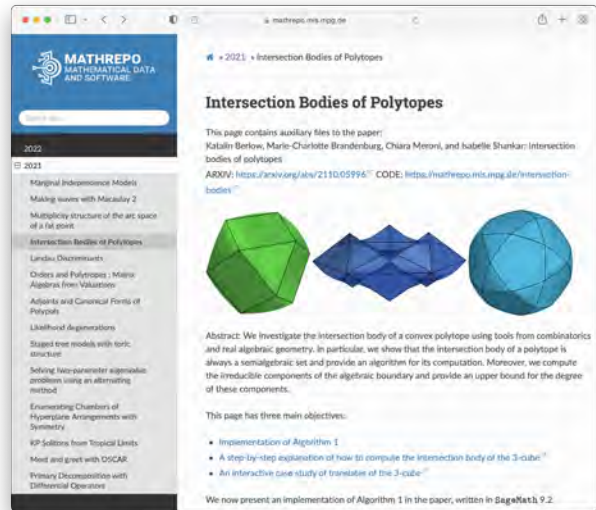 mathrepo.mis.mpg.de
MATHREPO
MATHEMATICAL DATA
AND SOFTWARE
2022
2021
Marginal Independence Models
Making waves with Macaulay 2
Multiplicity structure of the arc space
of a fat point
Intersection Bodies of Polytopes
Landau Discriminants
Orders and Polytropes : Matrix
Algebras from Valuations
Adjoints and Canonical Forms of
Polypols
Likelihood degenerations
Staged tree models with toric
structure
Solving two-parameter eigenvalue
problems using an alternating
method
Enumerating Chambers of
Hyperplane Arrangements with
Symmetry
KP Solitons from Tropical Limits
Meet and greet with OSCAR
Primary Decomposition with
Differential Operators
» 2021 » Intersection Bodies of Polytopes
Intersection Bodies of Polytopes
This page contains auxiliary files to the paper:
Katalin Berlow, Marie-Charlotte Brandenburg, Chiara Meroni, and Isabelle Shankar: intersection
bodies of polytopes
ARXIV: https://arxiv.org/abs/2110.05996 CODE: https://mathrepo.mis.mpg.de/intersection-
bodies
Abstract: We investigate the intersection body of a convex polytope using tools from combinatorics
and real algebraic geometry. In particular, we show that the intersection body of a polytope is
always a semialgebraic set and provide an algorithm for its computation. Moreover, we compute
the irreducible components of the algebraic boundary and provide an upper bound for the degree
of these components.
This page has three main objectives:
• Implementation of Algorithm 1
• A step-by-step explanation of how to compute the intersection body of the 3-cube
• An interactive case study of translates of the 3-cube
We now present an implementation of Algorithm 1 in the paper, written in SageMath 9.2